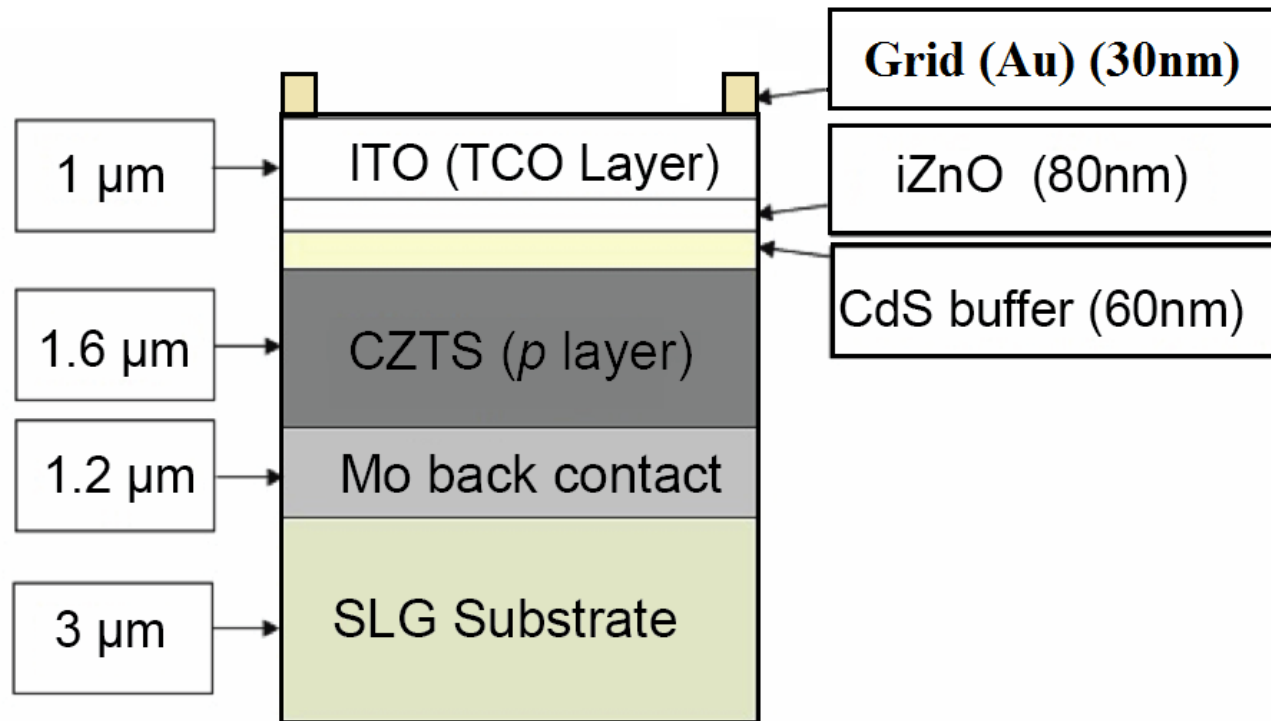 Grid (Au) (30nm)
1 µm
ITO (TCO Layer)
iZnO (80nm)
CdS buffer (60nm)
1.6 µm
CZTS (p layer)
1.2 µm
Mo back contact
3 µm
SLG Substrate